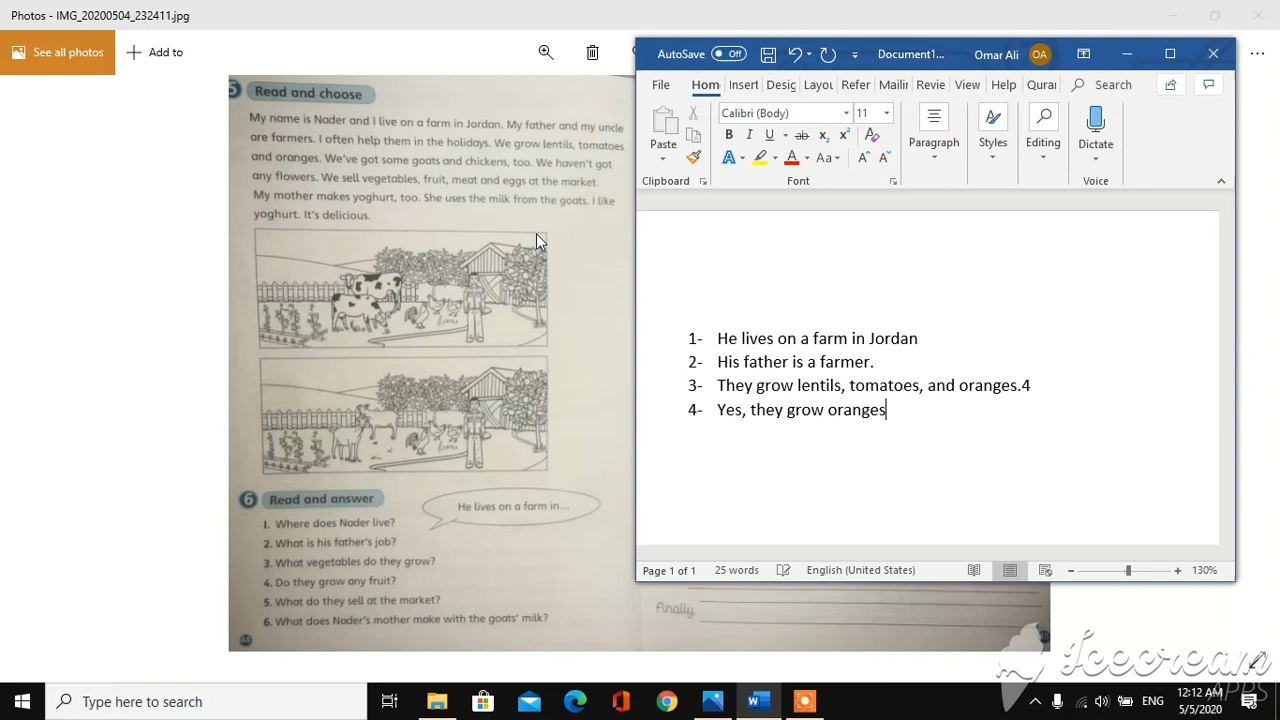 Photos - IMG_20200504_232411.jpg
See all photos
Add to
5 Read and choose
My name is Nader and I live on a farm in Jordan. My father and my uncle
are farmers. I often help them in the holidays. We grow lentils, tomatoes
and oranges. We've got some goats and chickens, too. We haven't got
any flowers. We sell vegetables, fruit, meat and eggs at the market.
My mother makes yoghurt, too. She uses the milk from the goats. I like
yoghurt. It's delicious.
6 Read and answer
He lives on a farm in...
1. Where does Nader live?
2. What is his father's job?
3. What vegetables do they grow?
4. Do they grow any fruit?
5. What do they sell at the market?
6. What does Nader's mother make with the goats' milk?
44
Finally
AutoSave Off Document1... Omar Ali OA
File Hom Insert Desig Layou Refer Mailin Revie View Help Qurar Search
Calibri (Body) 11
B I U ab x₂ x²
A A Aa A A
Paste Paragraph Styles Editing Dictate
Clipboard Font Voice
1- He lives on a farm in Jordan
2- His father is a farmer.
3- They grow lentils, tomatoes, and oranges.4
4- Yes, they grow oranges
Page 1 of 1 25 words English (United States) 130%
Icecream
APPS
Type here to search
ENG
12:12 AM
5/5/2020